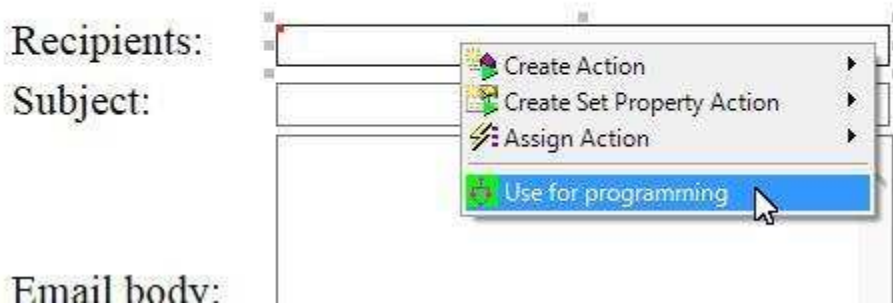 Recipients:
Create Action
Subject:
Create Set Property Action
Assign Action
Use for programming
Email body: